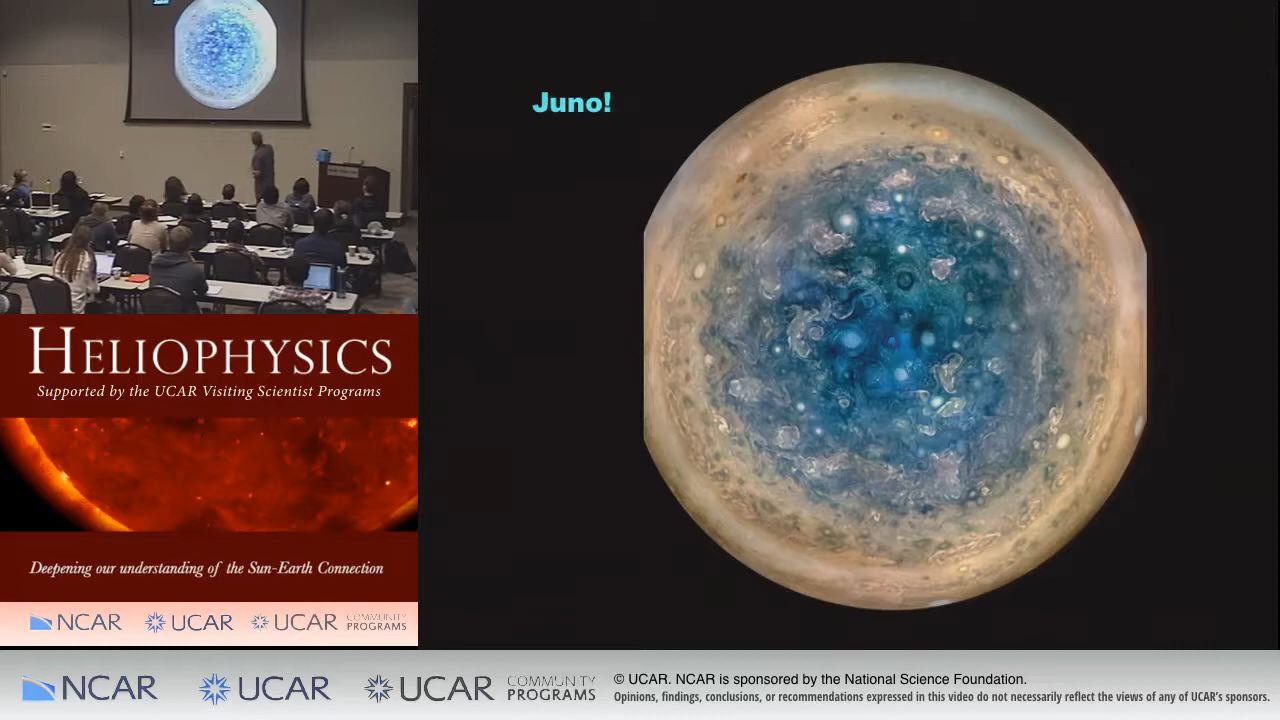 Juno!
HELIOPHYSICS
Supported by the UCAR Visiting Scientist Programs
Deepening our understanding of the Sun-Earth Connection
NCAR
UCAR
UCAR
COMMUNITY
PROGRAMS
NCAR
UCAR
UCAR
COMMUNITY
PROGRAMS
© UCAR. NCAR is sponsored by the National Science Foundation.
Opinions, findings, conclusions, or recommendations expressed in this video do not necessarily reflect the views of any of UCAR's sponsors.